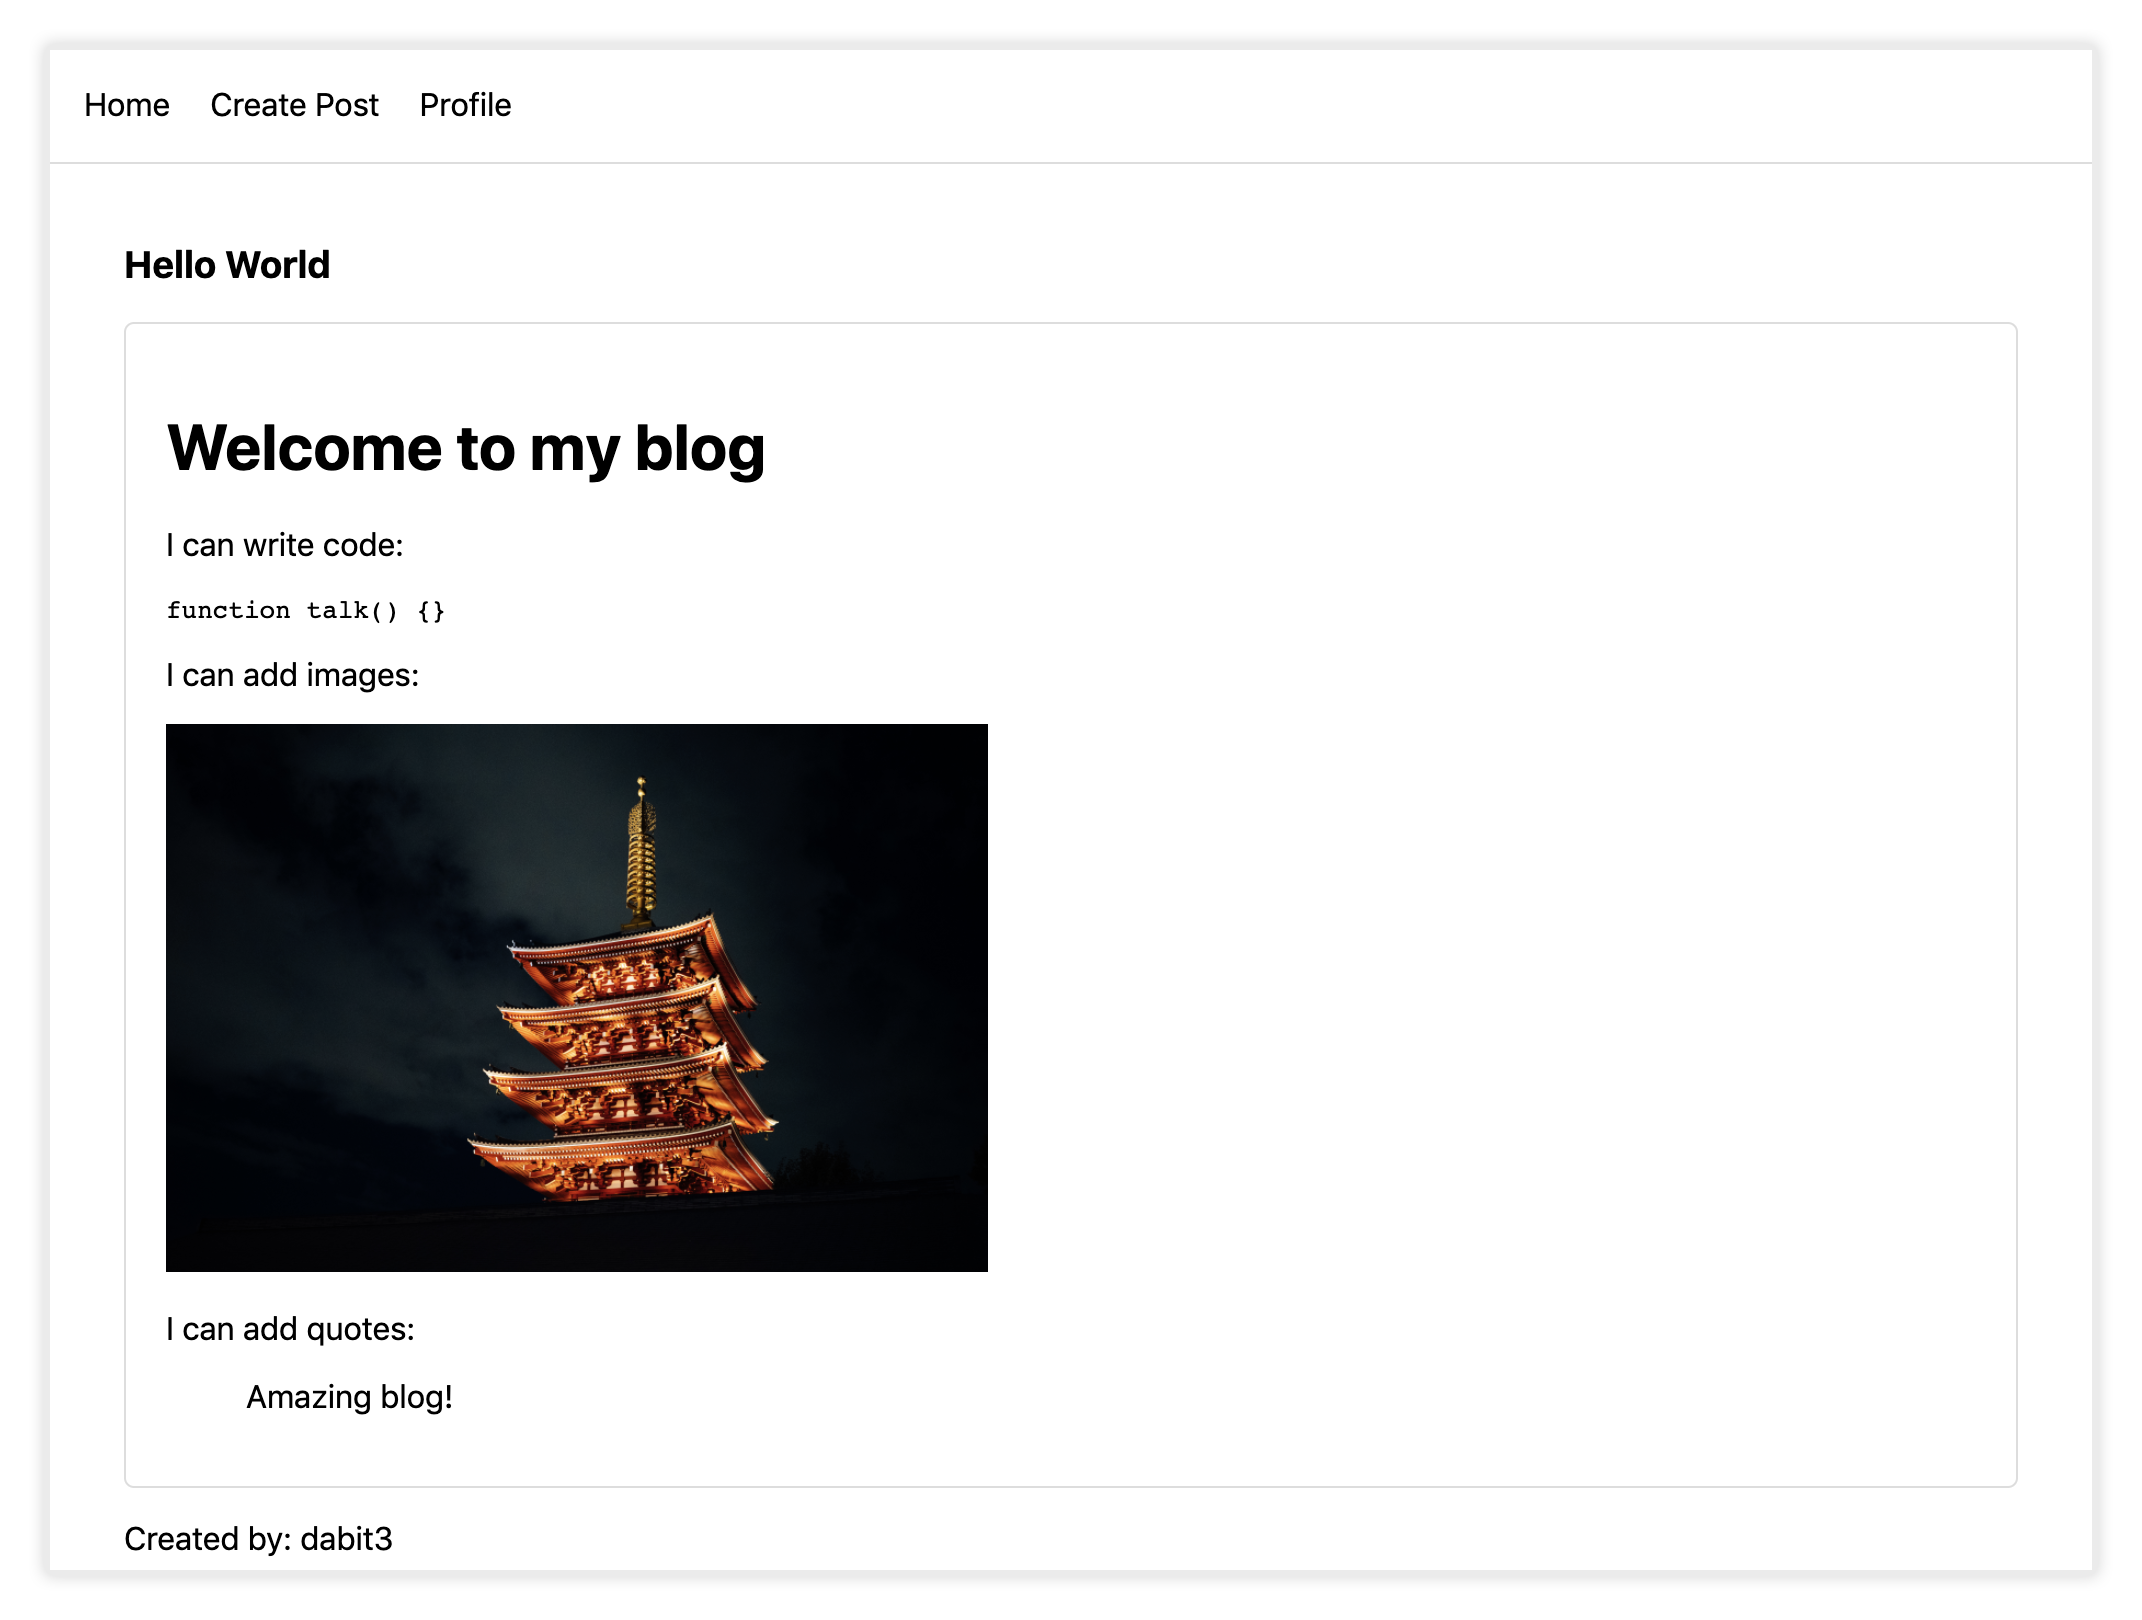 Home Create Post Profile
Hello World
Welcome to my blog
I can write code:
function talk() {}
I can add images:
I can add quotes:
Amazing blog!
Created by: dabit3